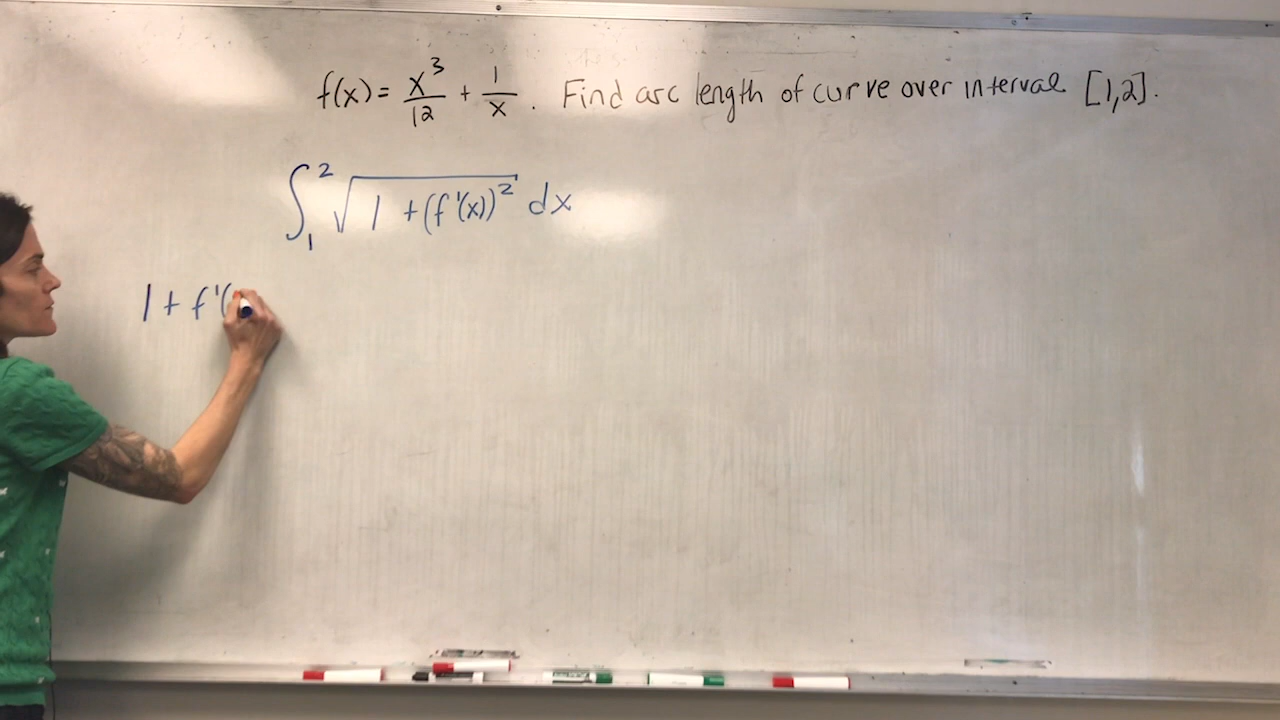 f(x) = x³/12 + 1/x . Find arc length of curve over interval [1,2].
∫₁² √(1 + (f'(x))²) dx
1 + f'(